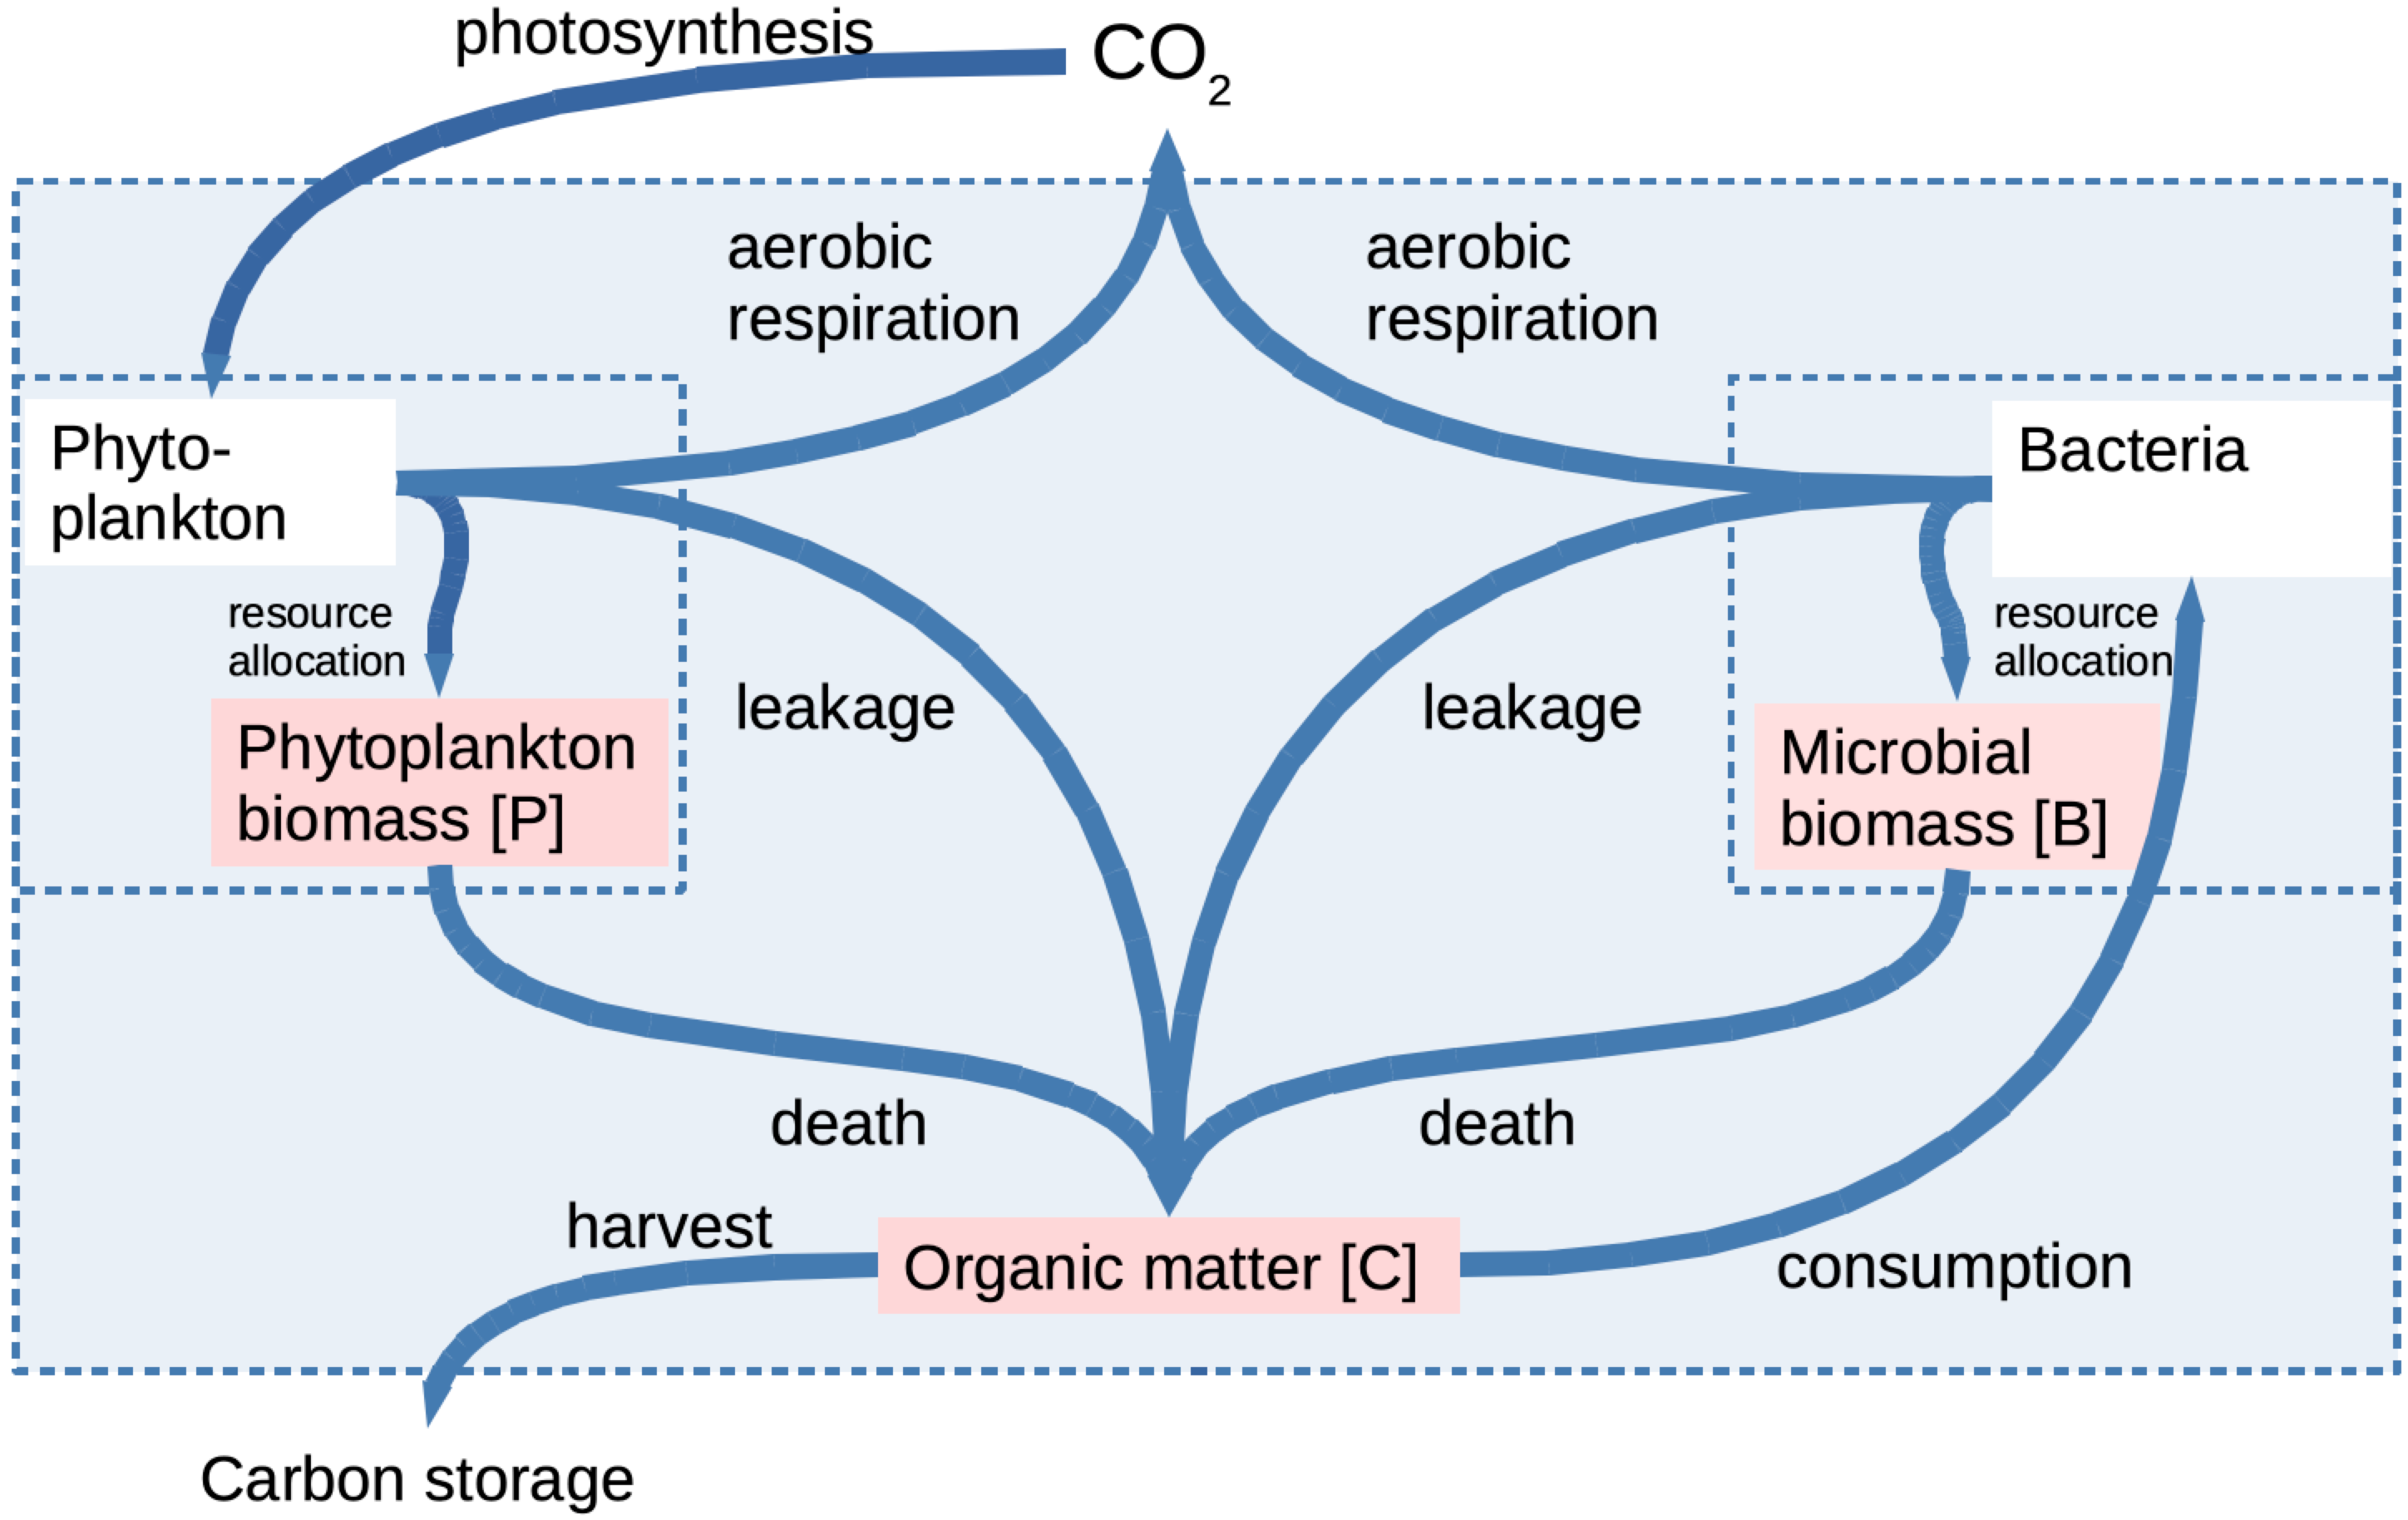 photosynthesis
CO2
aerobic
respiration
aerobic
respiration
Phyto-
plankton
Bacteria
resource
allocation
resource
allocation
leakage
leakage
Phytoplankton
biomass [P]
Microbial
biomass [B]
death
death
harvest
Organic matter [C]
consumption
Carbon storage